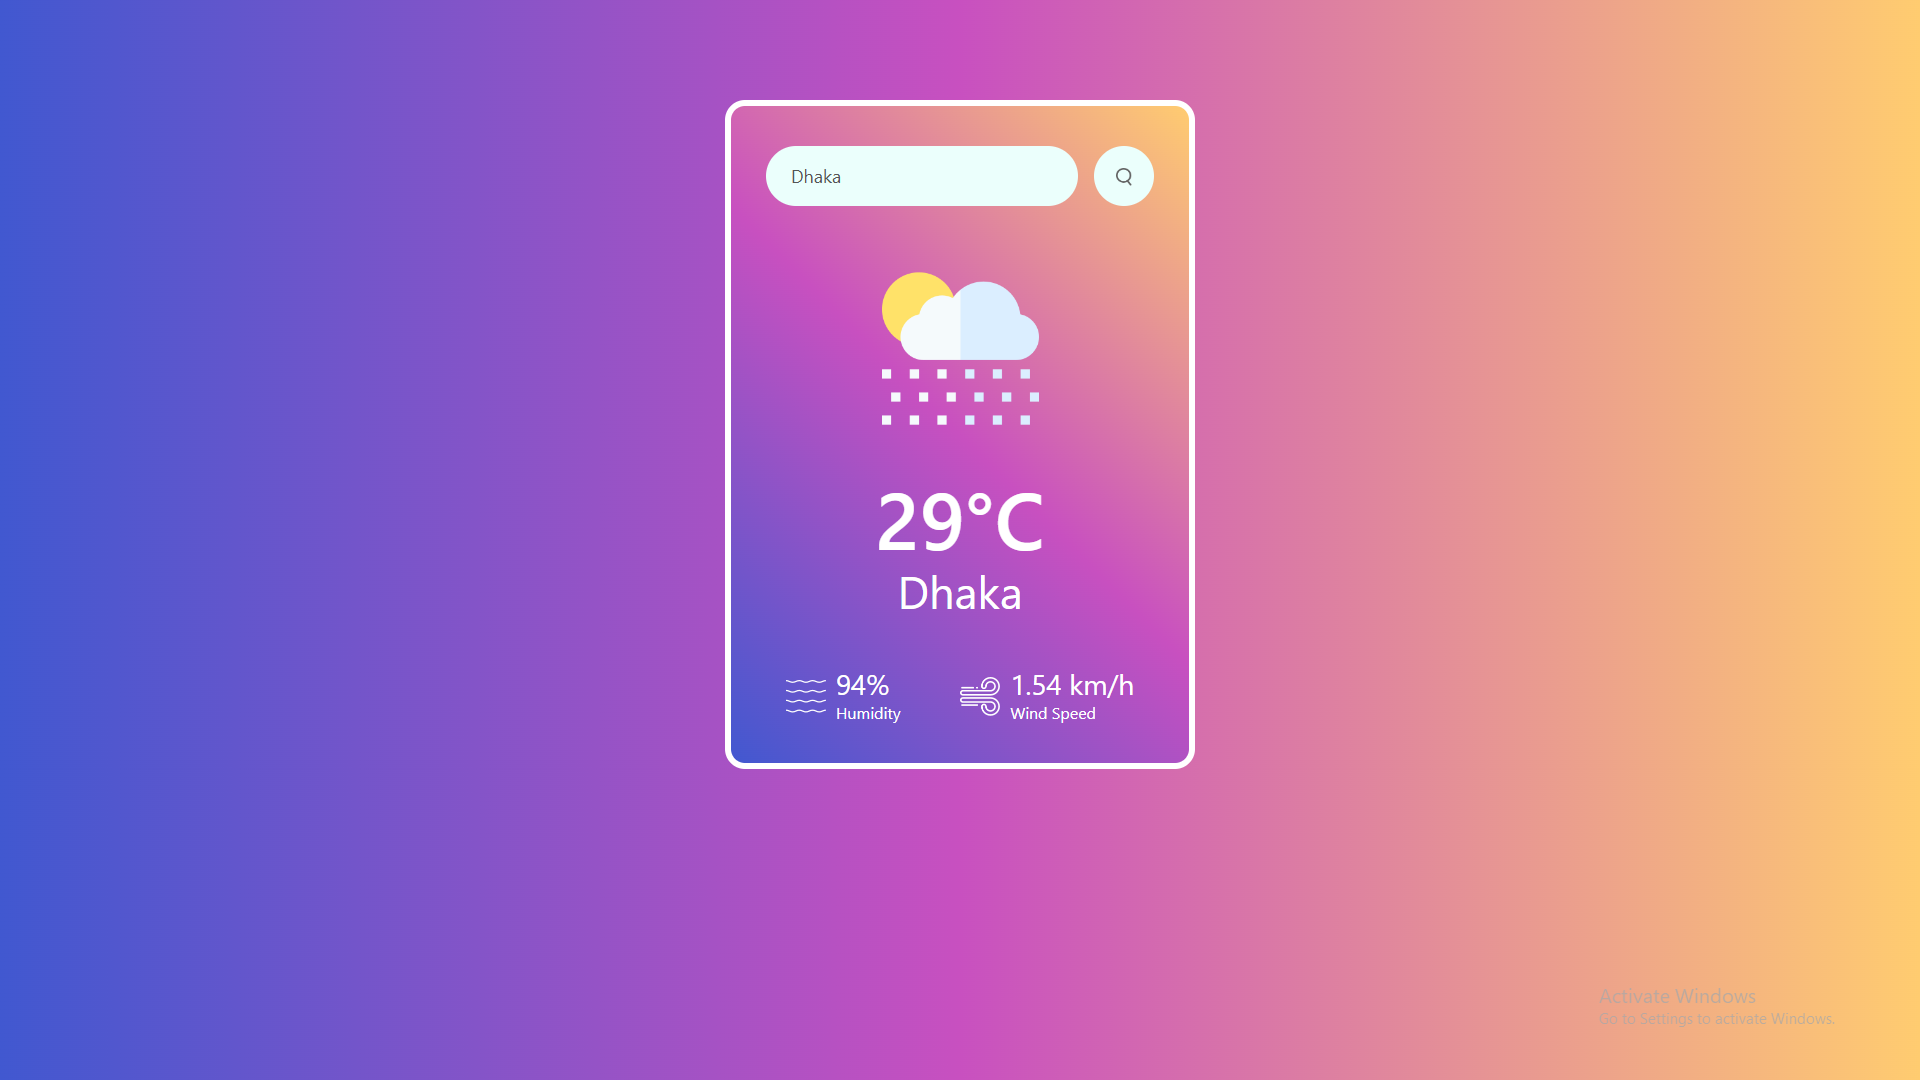 Dhaka
29°C
Dhaka
94%
Humidity
1.54 km/h
Wind Speed
Activate Windows
Go to Settings to activate Windows.